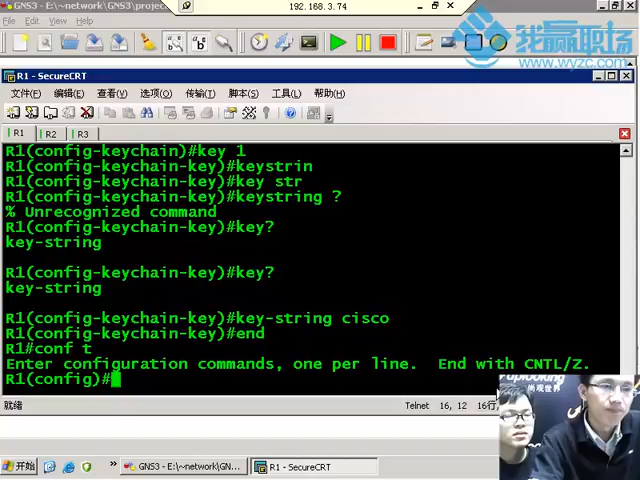 GNS3 - E:\~network\GNS3\projec
192.168.3.74
Edit View Help
我赢职场
www.wyzc.com
R1 - SecureCRT
文件(F) 编辑(E) 查看(V) 选项(O) 传输(T) 脚本(S) 工具(L) 帮助(H)
R1 R2 R3
R1(config-keychain)#key 1
R1(config-keychain-key)#keystrin
R1(config-keychain-key)#key str
R1(config-keychain-key)#keystring ?
% Unrecognized command
R1(config-keychain-key)#key?
key-string
R1(config-keychain-key)#key?
key-string
R1(config-keychain-key)#key-string cisco
R1(config-keychain-key)#end
R1#conf t
Enter configuration commands, one per line.  End with CNTL/Z.
R1(config)#
就绪 Telnet 16, 12 16行,
开始 » GNS3 - E:\~network\GN... R1 - SecureCRT